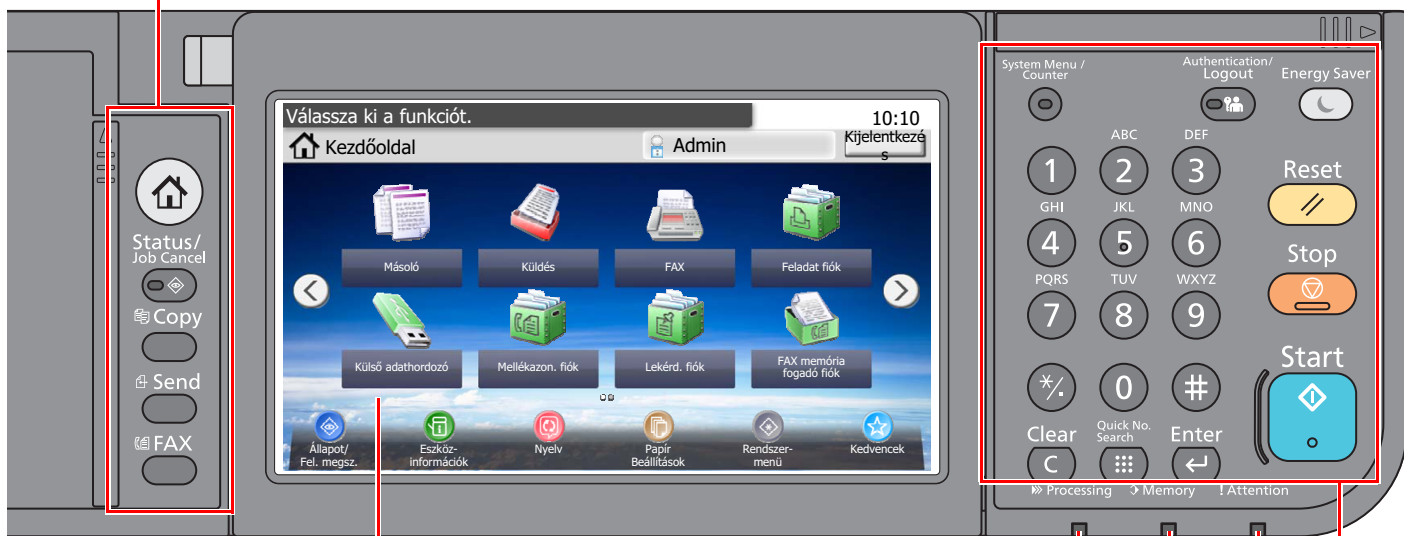 Status/
Job Cancel
Copy
Send
FAX
Válassza ki a funkciót.
10:10
Kezdőoldal
Admin
Kijelentkezé
s
Másoló
Küldés
FAX
Feladat fiók
Külső adathordozó
Mellékazon. fiók
Lekérd. fiók
FAX memória
fogadó fiók
Állapot/
Fel. megsz.
Eszköz-
információk
Nyelv
Papír
Beállítások
Rendszer-
menü
Kedvencek
System Menu /
Counter
Authentication/
Logout
Energy Saver
ABC
DEF
1
2
3
Reset
GHI
JKL
MNO
4
5
6
Stop
PQRS
TUV
WXYZ
7
8
9
Start
*/.
0
#
Clear
Quick No.
Search
Enter
C
Processing
Memory
! Attention